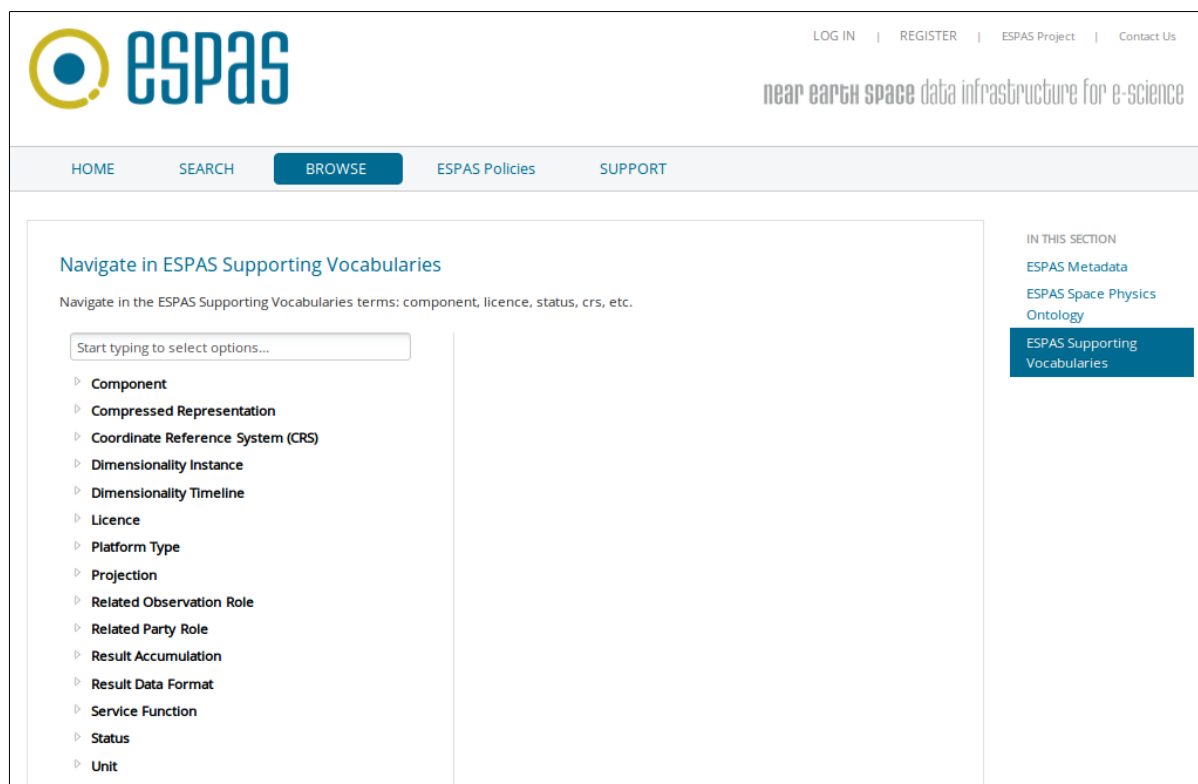 espas
LOG IN | REGISTER | ESPAS Project | Contact Us
near earth space data infrastructure for e-science
HOME SEARCH BROWSE ESPAS Policies SUPPORT
Navigate in ESPAS Supporting Vocabularies
Navigate in the ESPAS Supporting Vocabularies terms: component, licence, status, crs, etc.
Start typing to select options...
Component
Compressed Representation
Coordinate Reference System (CRS)
Dimensionality Instance
Dimensionality Timeline
Licence
Platform Type
Projection
Related Observation Role
Related Party Role
Result Accumulation
Result Data Format
Service Function
Status
Unit
IN THIS SECTION
ESPAS Metadata
ESPAS Space Physics
Ontology
ESPAS Supporting
Vocabularies